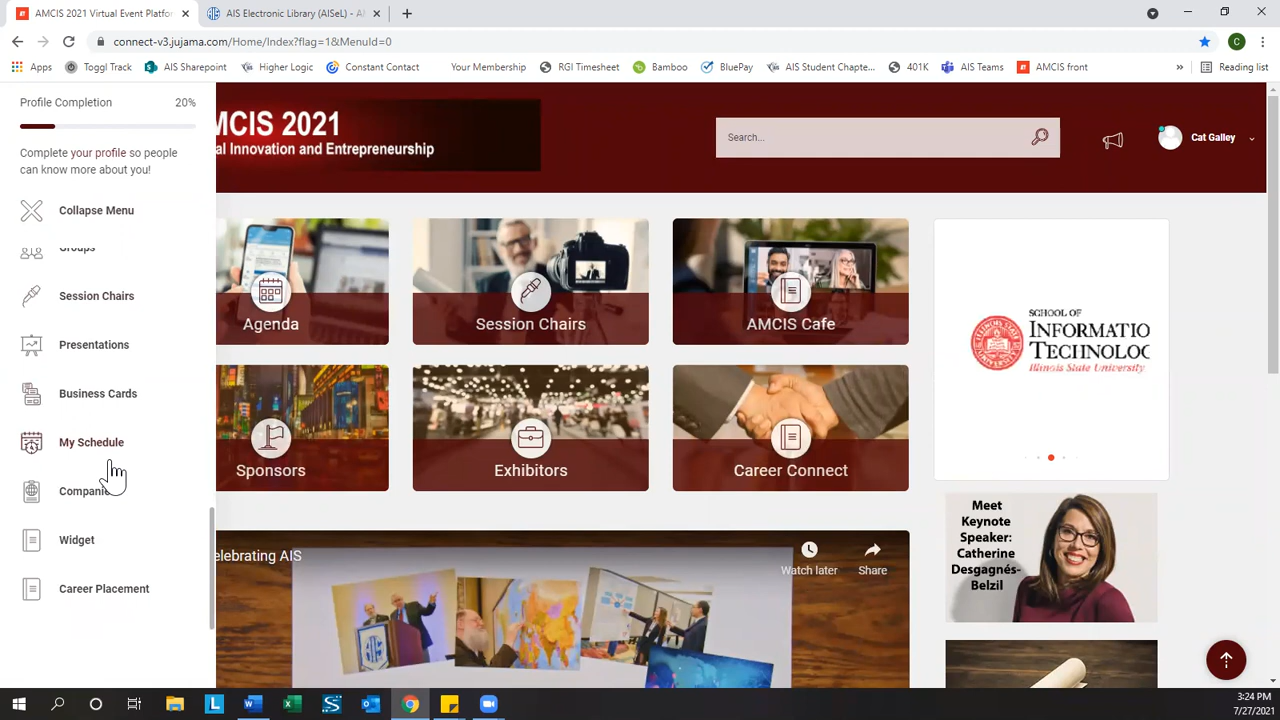 AMCIS 2021 Virtual Event Platfo
AIS Electronic Library (AISeL) - A
connect-v3.jujama.com/Home/Index?flag=1&MenuId=0
C
Apps
Toggl Track
AIS Sharepoint
Higher Logic
Constant Contact
Your Membership
RGI Timesheet
Bamboo
BluePay
AIS Student Chapte...
401K
AIS Teams
AMCIS front
»
Reading list
Profile Completion 20%
Complete your profile so people
can know more about you!
Collapse Menu
Groups
Session Chairs
Presentations
Business Cards
My Schedule
Companie
Widget
Career Placement
MCIS 2021
al Innovation and Entrepreneurship
Search...
Cat Galley
Agenda
Session Chairs
AMCIS Cafe
Sponsors
Exhibitors
Career Connect
SCHOOL OF
INFORMATIO
TECHNOLOG
Illinois State University
elebrating AIS
Watch later
Share
Meet
Keynote
Speaker:
Catherine
Desgagnés-
Belzil
3:24 PM
7/27/2021